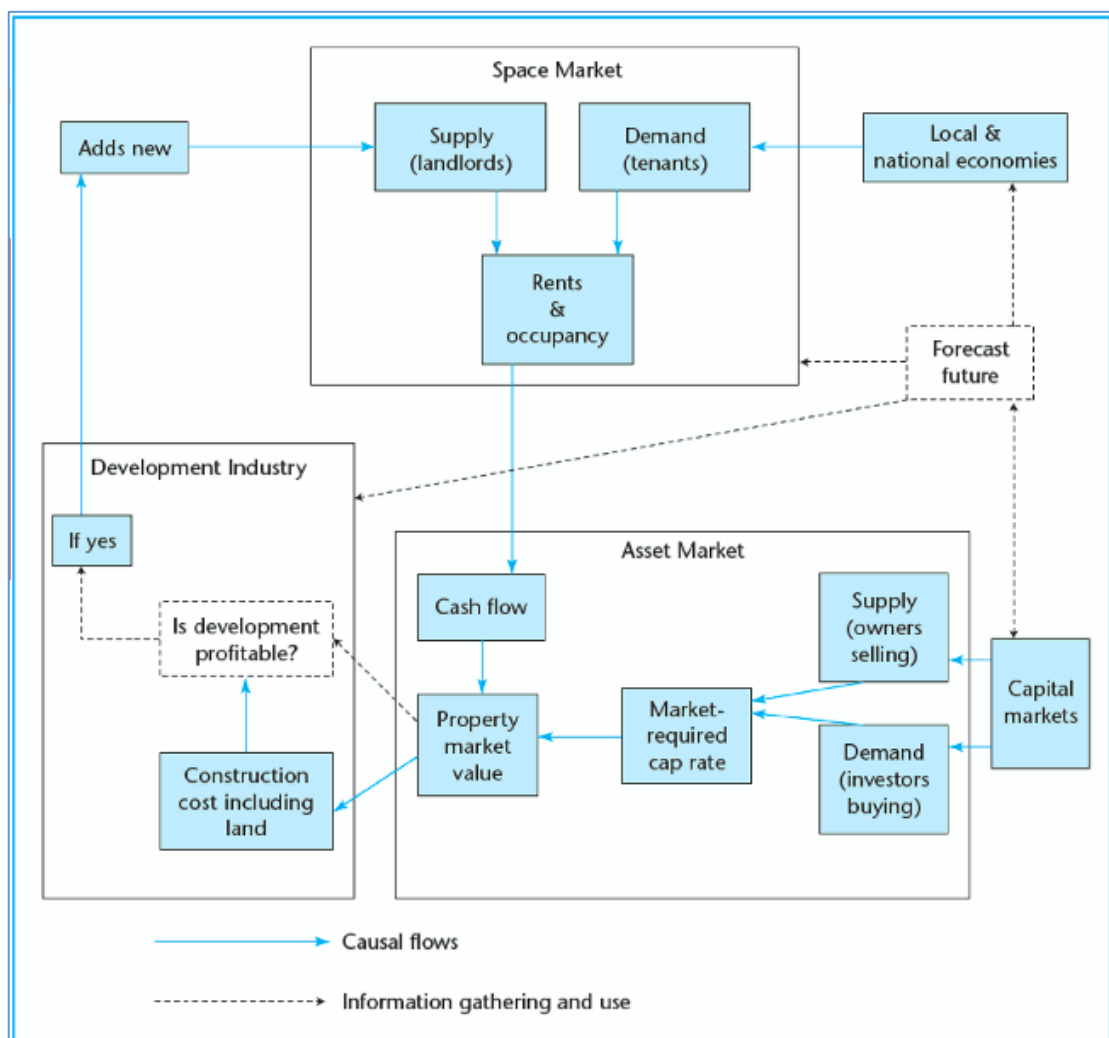 Space Market
Supply
(landlords)
Demand
(tenants)
Local &
national economies
Adds new
Rents
&
occupancy
Forecast
future
Development Industry
If yes
Is development
profitable?
Construction
cost including
land
Asset Market
Cash flow
Property
market
value
Market-
required
cap rate
Supply
(owners
selling)
Demand
(investors
buying)
Capital
markets
Causal flows
Information gathering and use